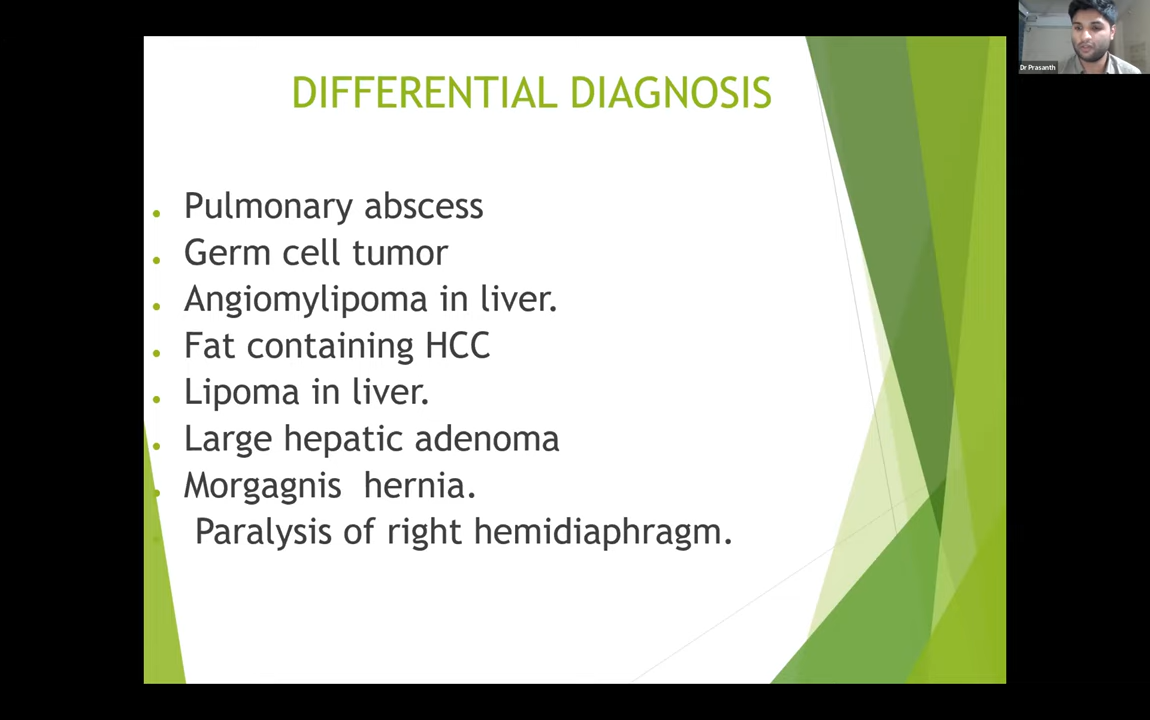 Dr Prasanth
DIFFERENTIAL DIAGNOSIS
Pulmonary abscess
Germ cell tumor
Angiomylipoma in liver.
Fat containing HCC
Lipoma in liver.
Large hepatic adenoma
Morgagnis hernia.
Paralysis of right hemidiaphragm.